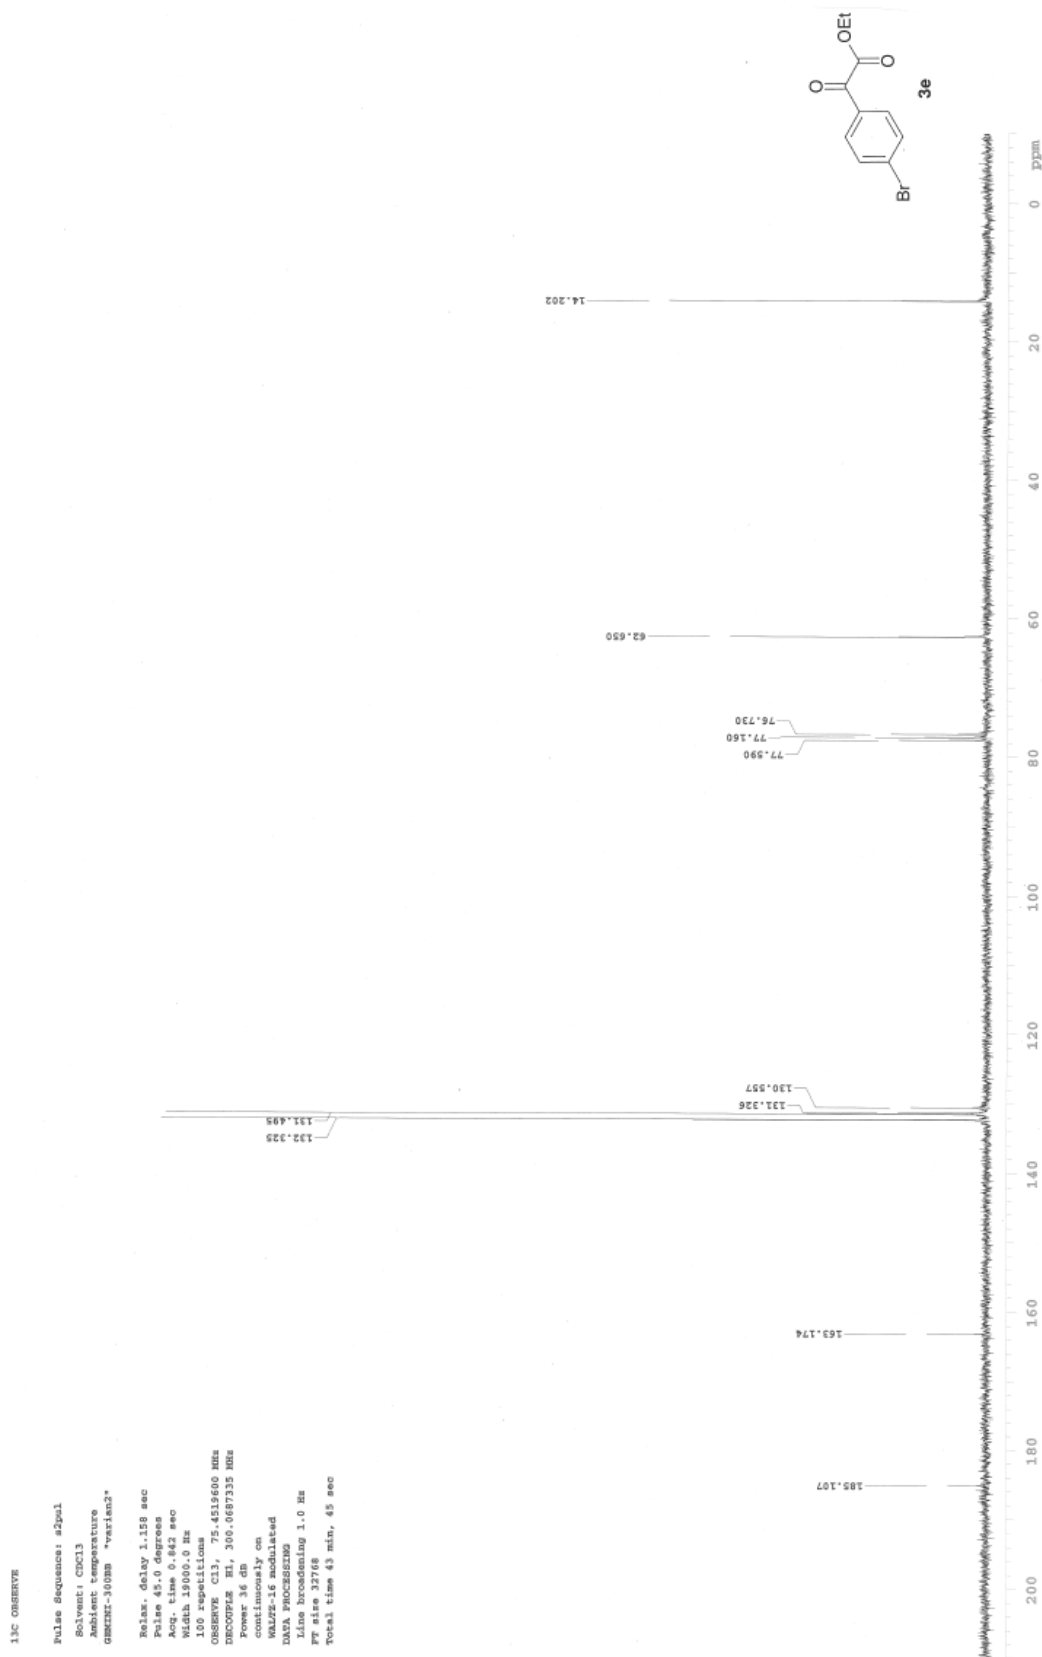 13C OBSERVE
Pulse Sequence: s2pul
Solvent: CDCl3
Ambient temperature
GEMINI-300BB "varian2"
Relax. delay 1.158 sec
Pulse 45.0 degrees
Acq. time 0.842 sec
Width 19000.0 Hz
100 repetitions
OBSERVE C13, 75.4519600 MHz
DECOUPLE H1, 300.0687335 MHz
Power 36 dB
continuously on
WALTZ-16 modulated
DATA PROCESSING
Line broadening 1.0 Hz
FT size 32768
Total time 43 min, 45 sec
185.107
163.174
132.325
131.495
131.326
130.557
77.590
77.160
76.730
62.650
14.202
200 180 160 140 120 100 80 60 40 20 0 ppm
O
OEt
O
Br
3e